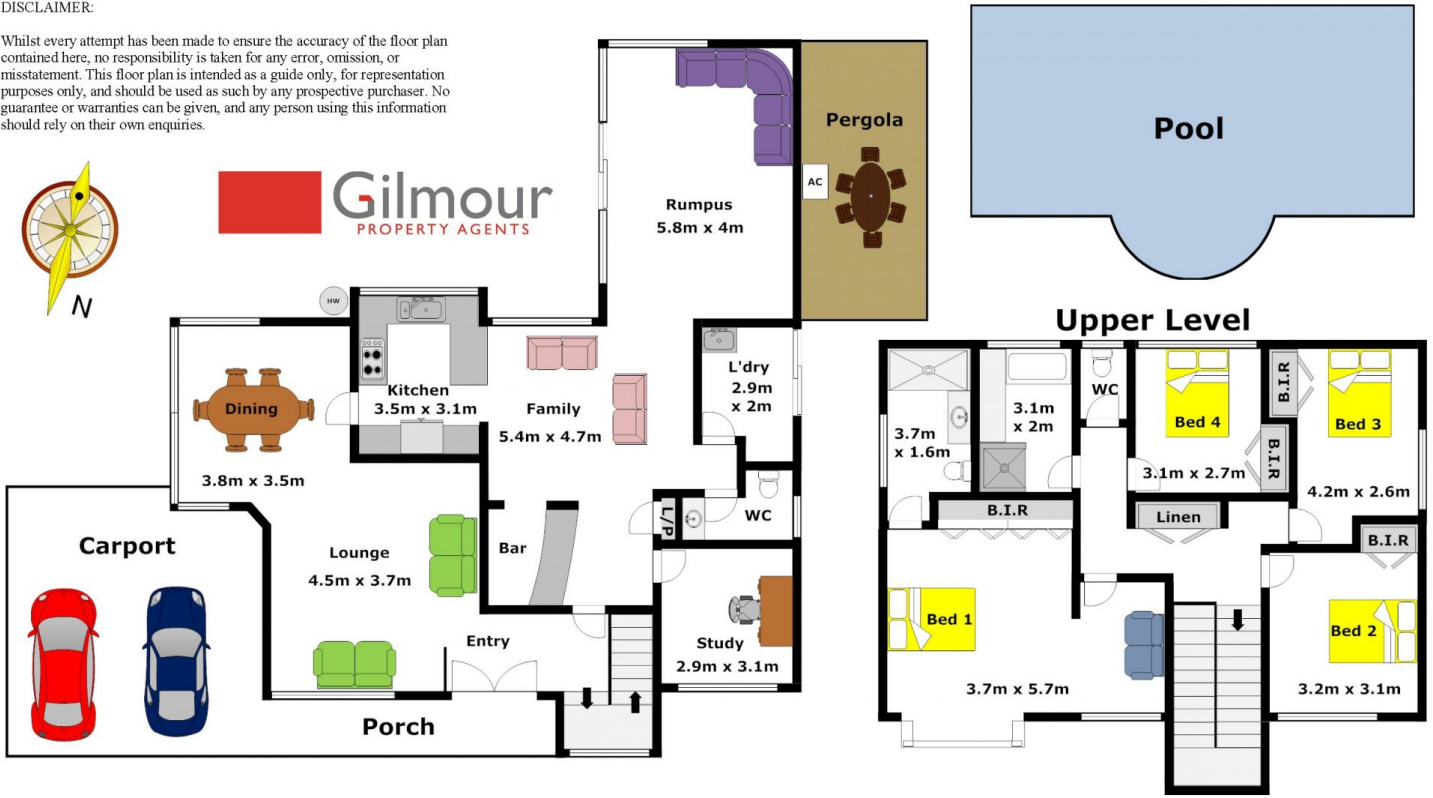 DISCLAIMER:
Whilst every attempt has been made to ensure the accuracy of the floor plan
contained here, no responsibility is taken for any error, omission, or
misstatement. This floor plan is intended as a guide only, for representation
purposes only, and should be used as such by any prospective purchaser. No
guarantee or warranties can be given, and any person using this information
should rely on their own enquiries.
N
Gilmour
PROPERTY AGENTS
HW
Rumpus
5.8m x 4m
Pergola
AC
Pool
Kitchen
3.5m x 3.1m
Dining
3.8m x 3.5m
Family
5.4m x 4.7m
L'dry
2.9m
x 2m
WC
L/P
Bar
Lounge
4.5m x 3.7m
Carport
Entry
Study
2.9m x 3.1m
Porch
Upper Level
3.7m
x 1.6m
3.1m
x 2m
WC
Bed 4
3.1m x 2.7m
B.I.R
B.I.R
Bed 3
4.2m x 2.6m
B.I.R
Linen
B.I.R
Bed 1
3.7m x 5.7m
Bed 2
3.2m x 3.1m